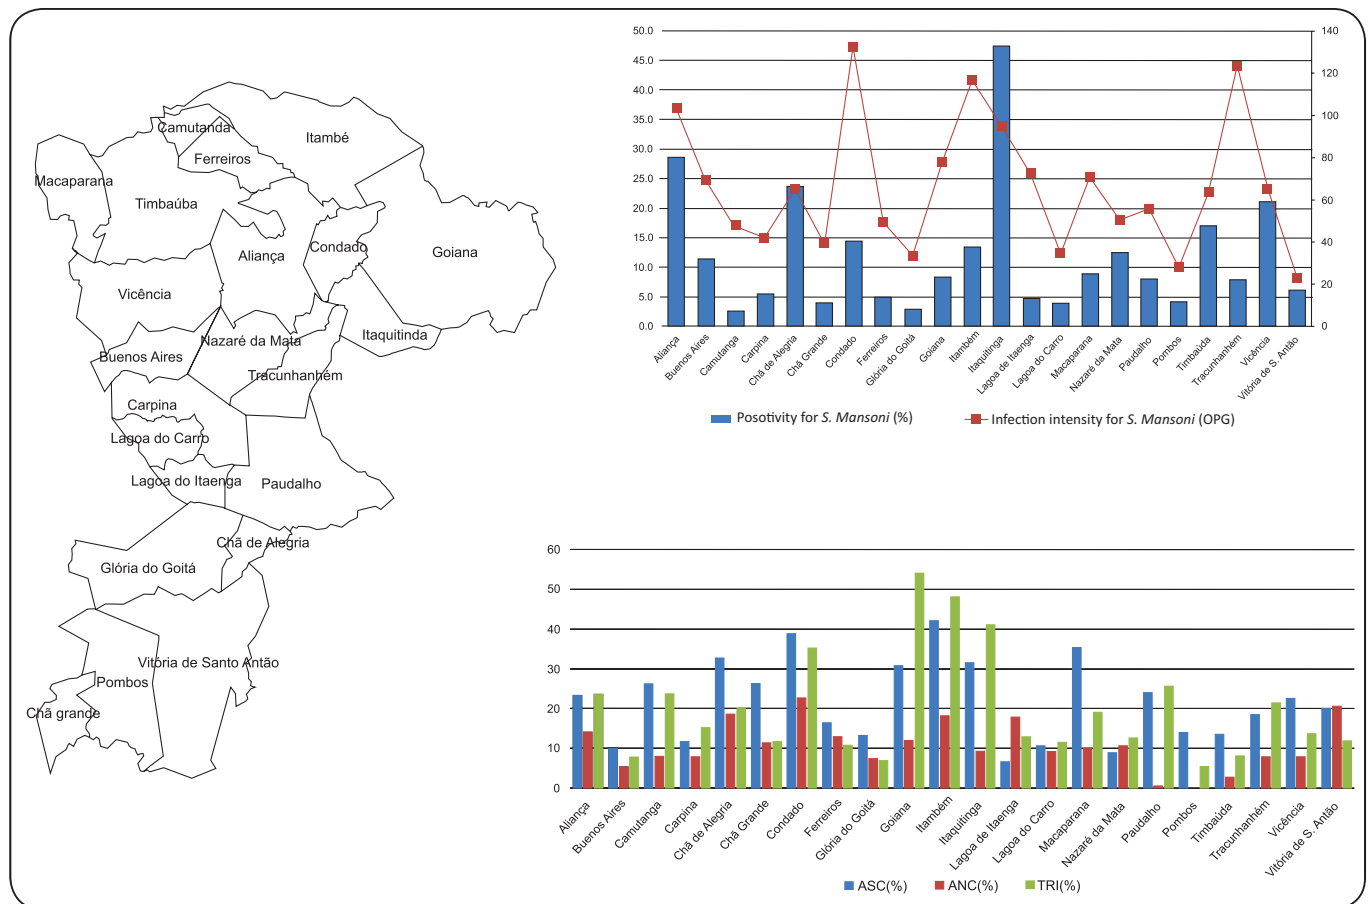 Camutanda
Itambé
Ferreiros
Macaparana
Timbaúba
Condado
Goiana
Aliança
Vicência
Nazaré da Mata
Itaquitinda
Buenos Aires
Tracunhanhém
Carpina
Lagoa do Carro
Lagoa do Itaenga
Paudalho
Chã de Alegria
Glória do Goitá
Vitória de Santo Antão
Pombos
Chã grande
50.0
45.0
40.0
35.0
30.0
25.0
20.0
15.0
10.0
5.0
0.0
140
120
100
80
60
40
20
0
Aliança
Buenos Aires
Camutanga
Carpina
Chã de Alegria
Chã Grande
Condado
Ferreiros
Glória do Goitá
Goiana
Itambém
Itaquitinga
Lagoa de Itaenga
Lagoa do Carro
Macaparana
Nazaré da Mata
Paudalho
Pombos
Timbaúda
Tracunhanhém
Vicência
Vitória de S. Antão
Posotivity for S. Mansoni (%)
Infection intensity for S. Mansoni (OPG)
60
50
40
30
20
10
0
Aliança
Buenos Aires
Camutanga
Carpina
Chã de Alegria
Chã Grande
Condado
Ferreiros
Glória do Goitá
Goiana
Itambém
Itaquitinga
Lagoa de Itaenga
Lagoa do Carro
Macaparana
Nazaré da Mata
Paudalho
Pombos
Timbaúda
Tracunhanhém
Vicência
Vitória de S. Antão
ASC(%)
ANC(%)
TRI(%)